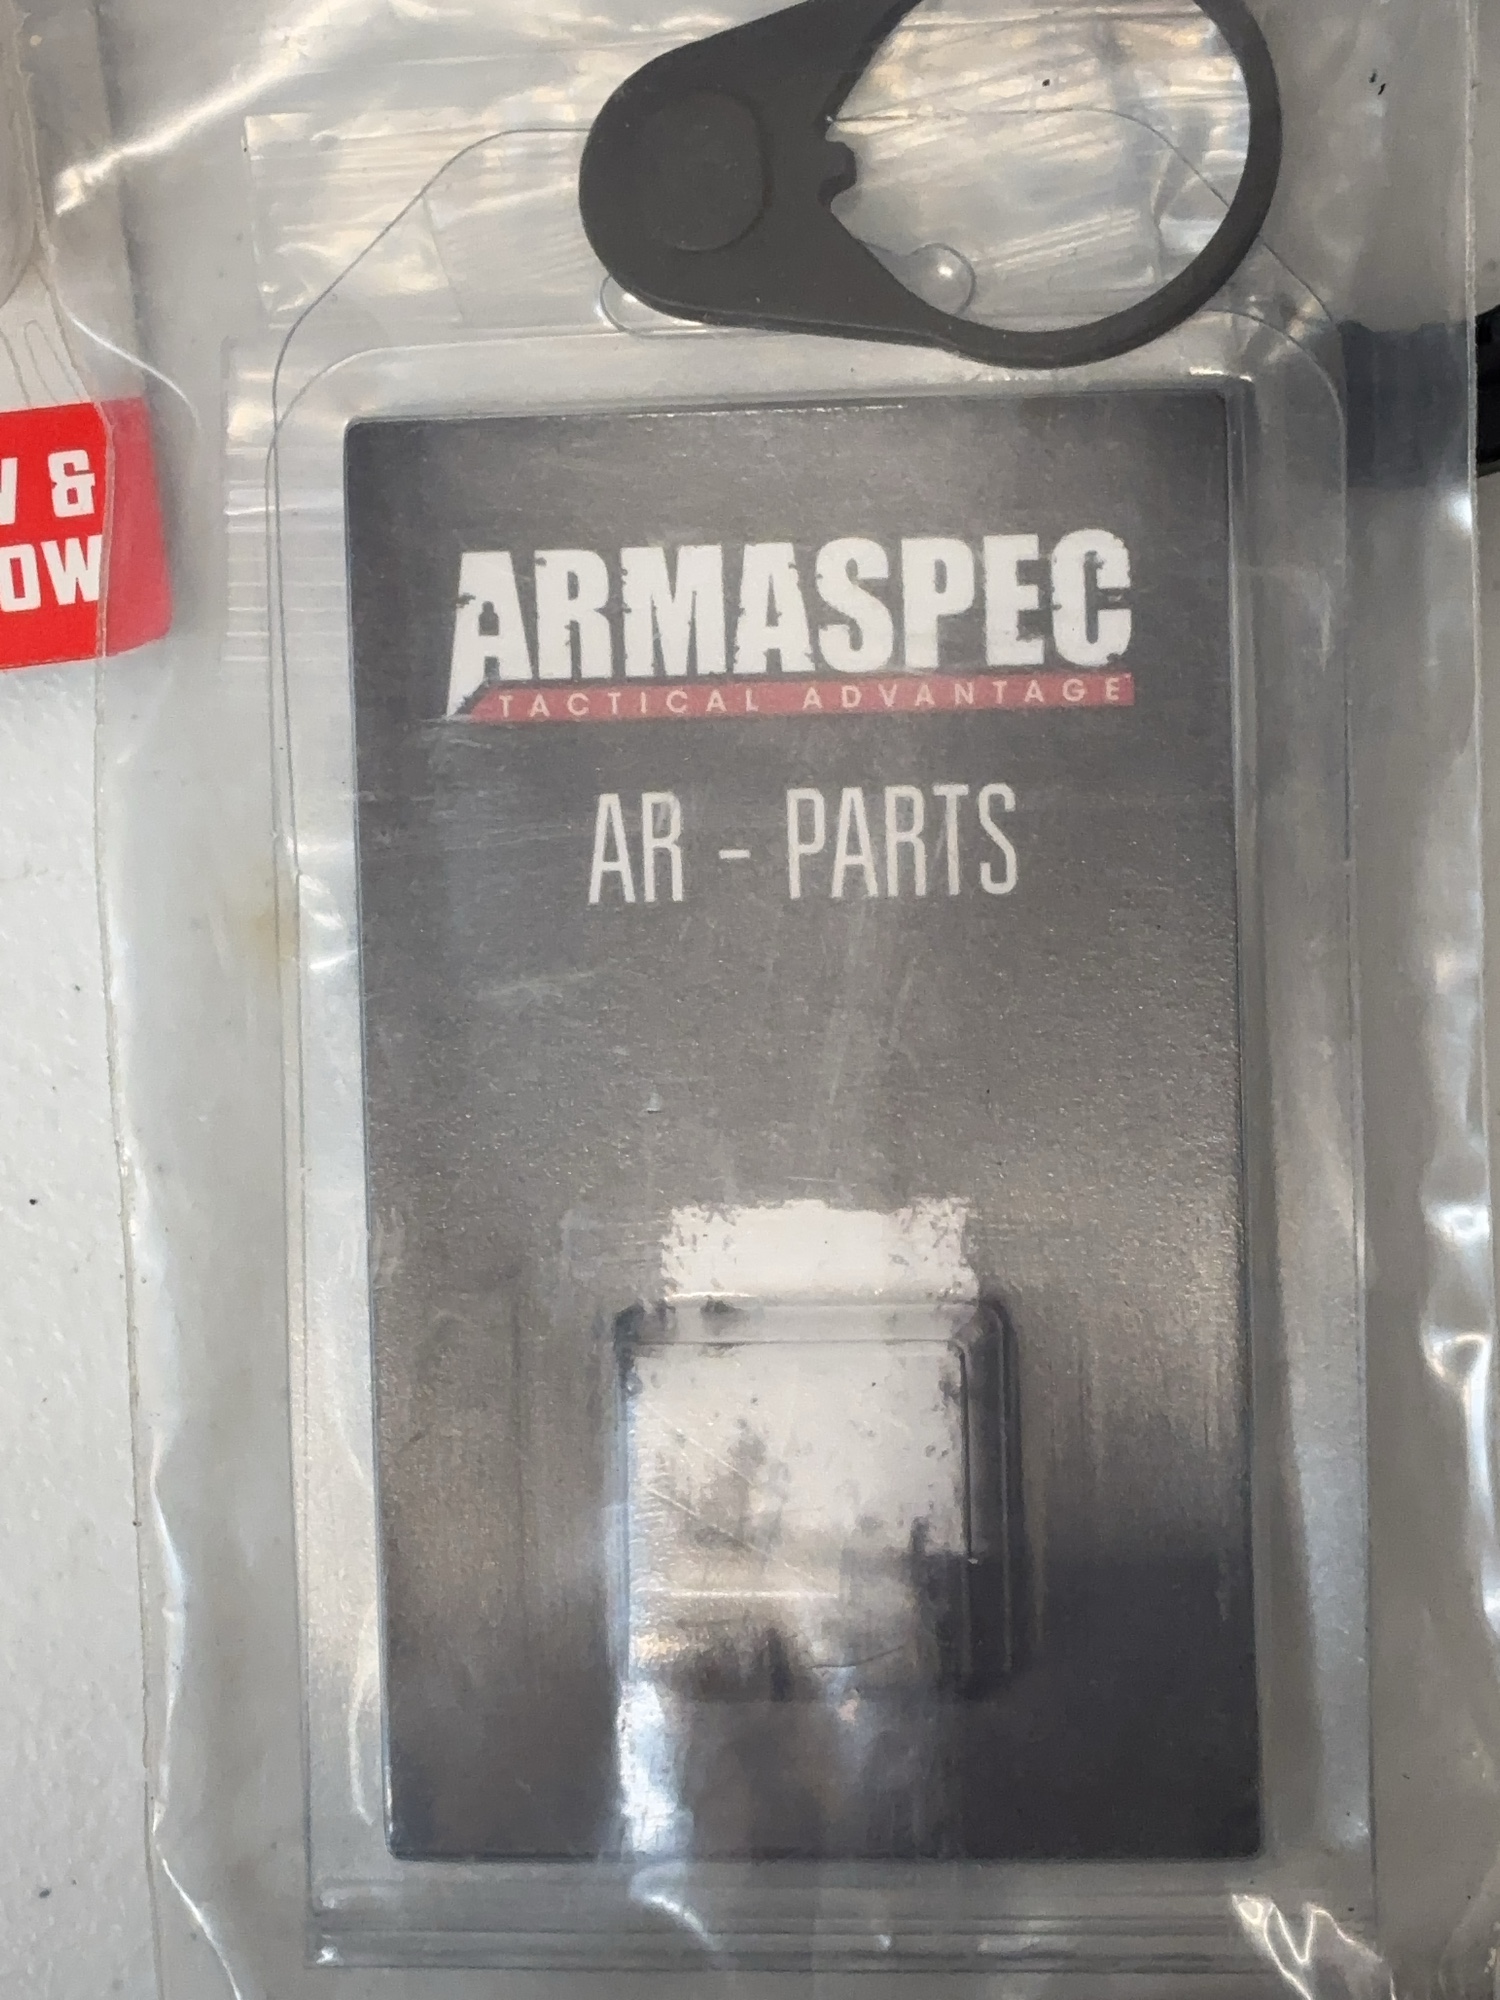 &
OW
ARMASPEC
TACTICAL ADVANTAGE
AR - PARTS